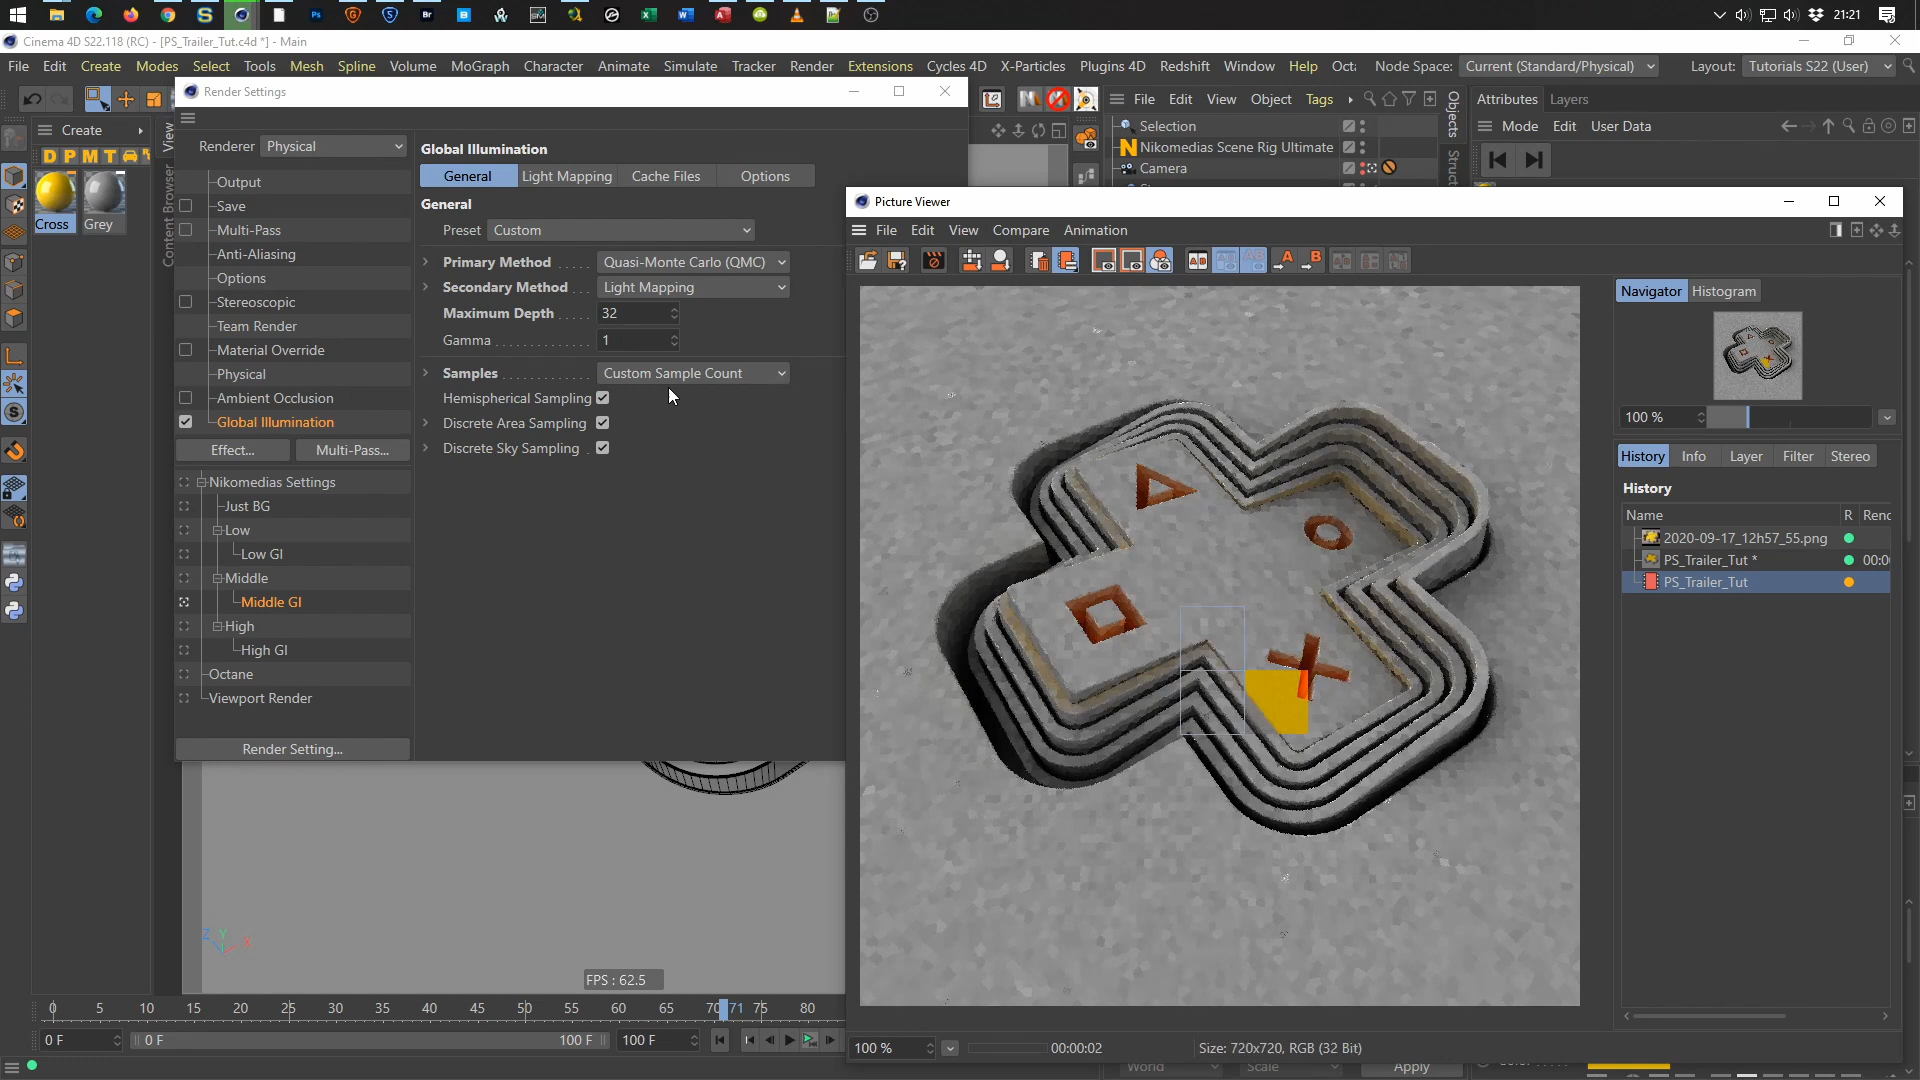 21:21
Cinema 4D S22.118 (RC) - [PS_Trailer_Tut.c4d *] - Main
File Edit Create Modes Select Tools Mesh Spline Volume MoGraph Character Animate Simulate Tracker Render Extensions Cycles 4D X-Particles Plugins 4D Redshift Window Help Octa Node Space: Current (Standard/Physical) Layout: Tutorials S22 (User)
Render Settings
File Edit View Object Tags
Objects
Attributes Layers
Create
View
Content Browser
D P M T
Cross
Grey
Selection
Nikomedias Scene Rig Ultimate
Camera
Mode Edit User Data
Renderer Physical
Output
Save
Multi-Pass
Anti-Aliasing
Options
Stereoscopic
Team Render
Material Override
Physical
Ambient Occlusion
Global Illumination
Effect... Multi-Pass...
Nikomedias Settings
Just BG
Low
Low GI
Middle
Middle GI
High
High GI
Octane
Viewport Render
Render Setting...
Global Illumination
General Light Mapping Cache Files Options
General
Preset Custom
Primary Method Quasi-Monte Carlo (QMC)
Secondary Method Light Mapping
Maximum Depth 32
Gamma 1
Samples Custom Sample Count
Hemispherical Sampling
Discrete Area Sampling
Discrete Sky Sampling
Picture Viewer
File Edit View Compare Animation
Navigator Histogram
100 %
History Info Layer Filter Stereo
History
Name R Renc
2020-09-17_12h57_55.png
PS_Trailer_Tut * 00:0
PS_Trailer_Tut
100 % 00:00:02 Size: 720x720, RGB (32 Bit)
Z Y X
FPS : 62.5
0 5 10 15 20 25 30 35 40 45 50 55 60 65 70 71 75 80
0 F 0 F 100 F 100 F
World Scale Apply